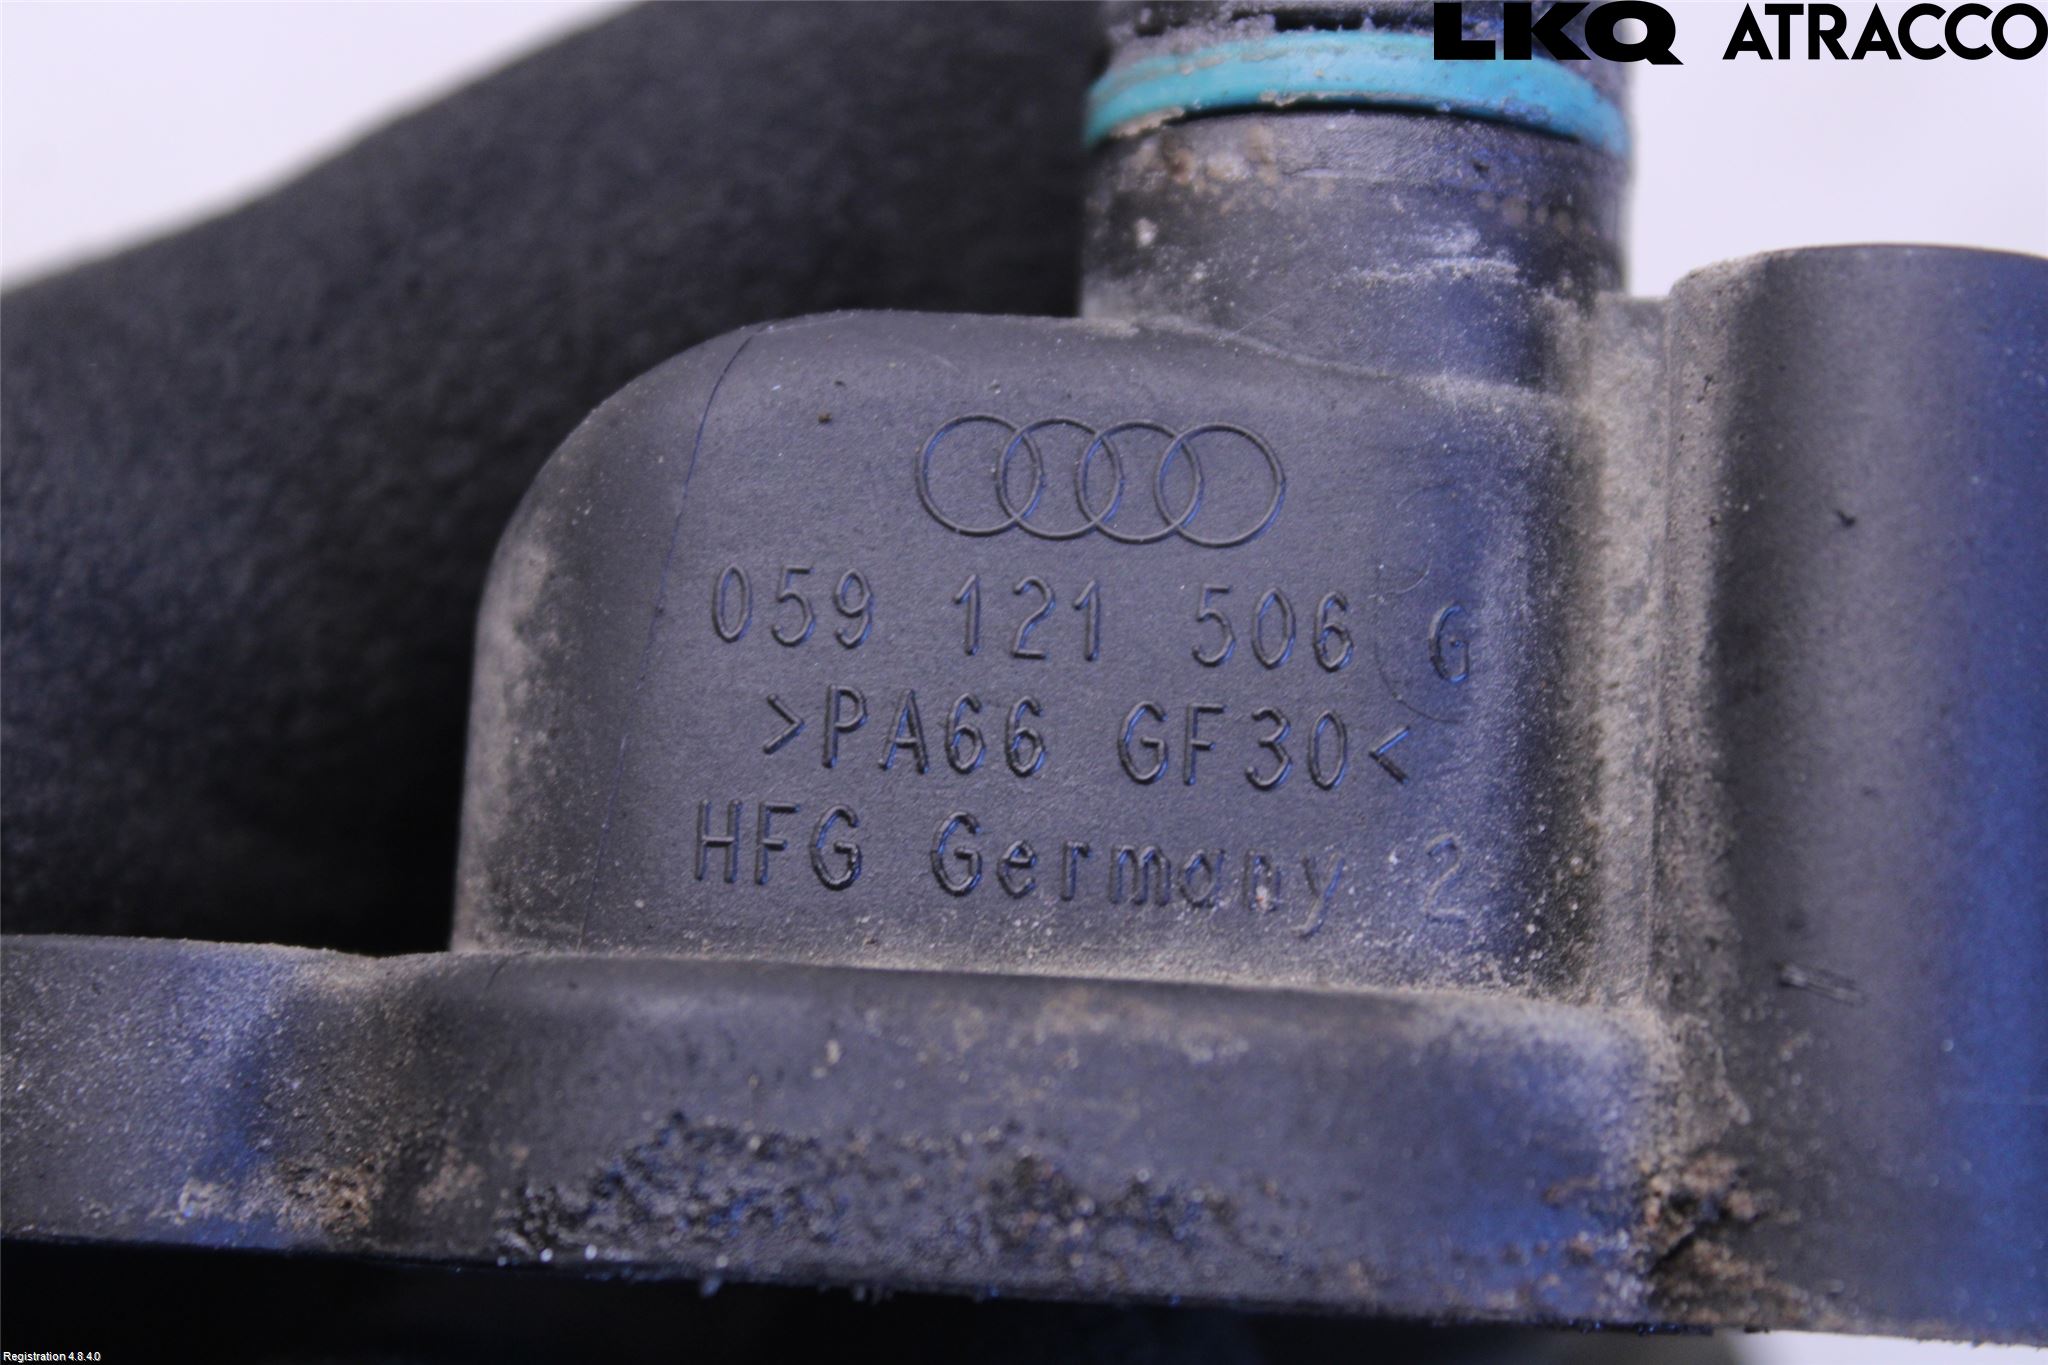 LKQ ATRACCO
059 121 506 G
>PA66 GF30<
HFG Germany 2
Registration 4.8.4.0